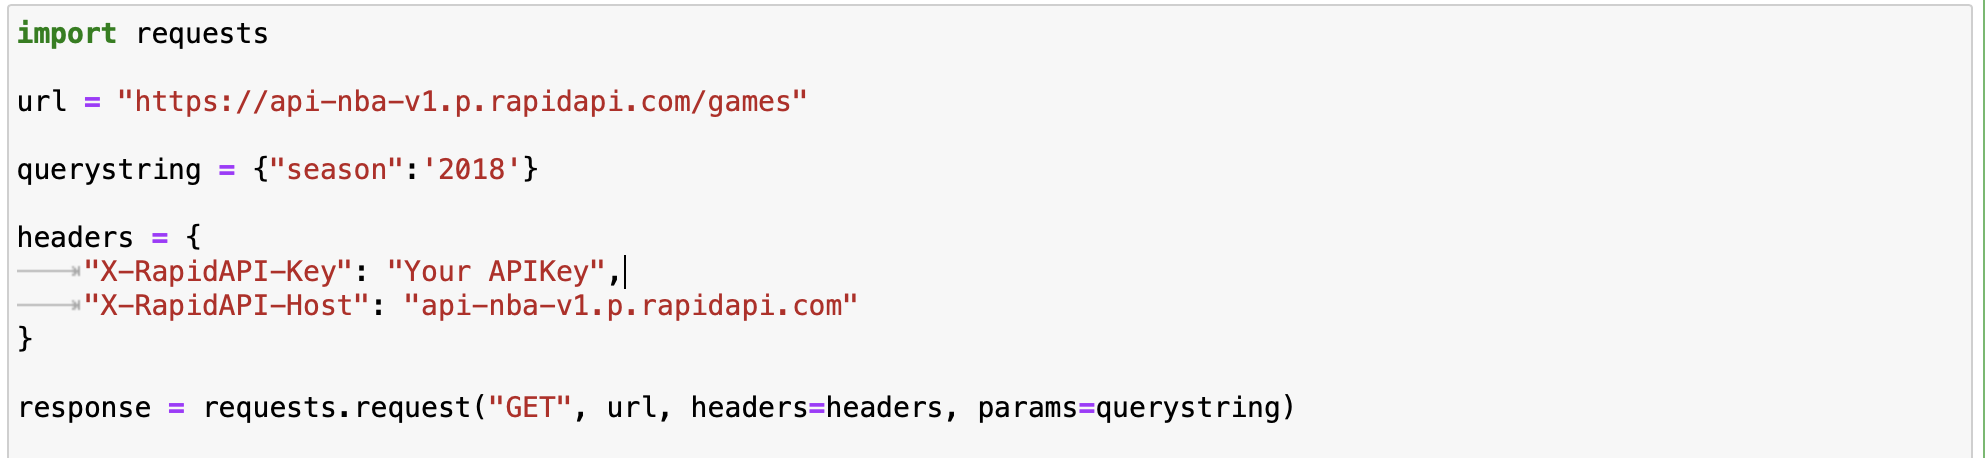 import requests
url = "https://api-nba-v1.p.rapidapi.com/games"
querystring = {"season":'2018'}
headers = {
"X-RapidAPI-Key": "Your APIKey",
"X-RapidAPI-Host": "api-nba-v1.p.rapidapi.com"
}
response = requests.request("GET", url, headers=headers, params=querystring)